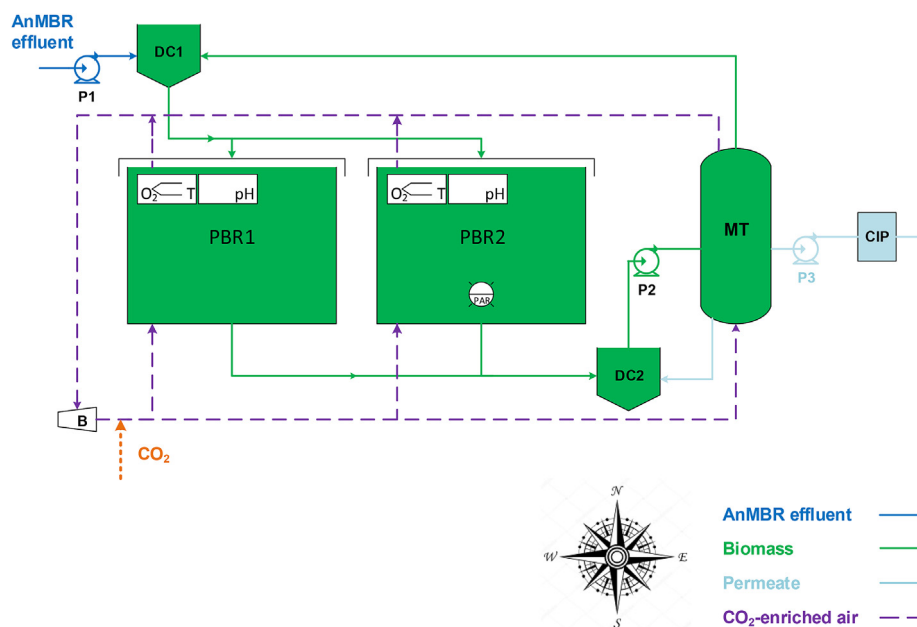 AnMBR
effluent
P1
DC1
O₂ T pH
PBR1
O₂ T pH
PBR2
PAR
P2
MT
P3
CIP
DC2
B
CO₂
N
W E
S
AnMBR effluent
Biomass
Permeate
CO₂-enriched air